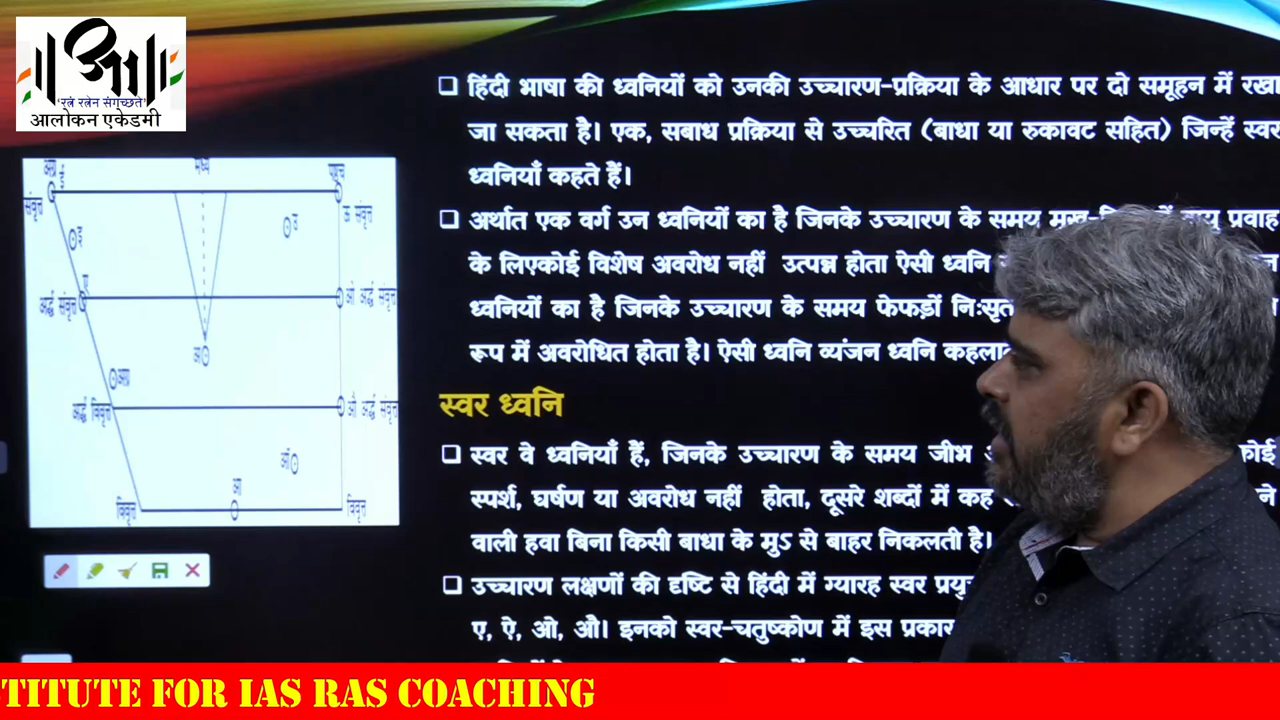 'रत्नं रत्नेन संगच्छते'
आलोकन एकेडमी
❑ हिंदी भाषा की ध्वनियों को उनकी उच्चारण-प्रक्रिया के आधार पर दो समूहन में रखा
जा सकता है। एक, सबाध प्रक्रिया से उच्चरित (बाधा या रुकावट सहित) जिन्हें स्वर
ध्वनियाँ कहते हैं।
❑ अर्थात एक वर्ग उन ध्वनियों का है जिनके उच्चारण के समय वायु प्रवाह
के लिएकोई विशेष अवरोध नहीं उत्पन्न होता ऐसी ध्वनि
ध्वनियों का है जिनके उच्चारण के समय फेफड़ों निःसृत
रूप में अवरोधित होता है। ऐसी ध्वनि व्यंजन ध्वनि
स्वर ध्वनि
❑ स्वर वे ध्वनियाँ हैं, जिनके उच्चारण के समय जीभ कोई
स्पर्श, घर्षण या अवरोध नहीं होता, दूसरे शब्दों में कह
वाली हवा बिना किसी बाधा के मुऽ से बाहर निकलती है।
❑ उच्चारण लक्षणों की दृष्टि से हिंदी में ग्यारह स्वर
ए, ऐ, ओ, औ। इनको स्वर-चतुष्कोण में इस
अग्र ई मध्य
संवृत्त संवृत्त
इ उ
ए
अर्द्ध संवृत्त ओ अर्द्ध संवृत्त
अ
अर्द्ध विवृत्त औ अर्द्ध संवृत्त
ऑ
आ
विवृत्त विवृत्त
TITUTE FOR IAS RAS COACHING